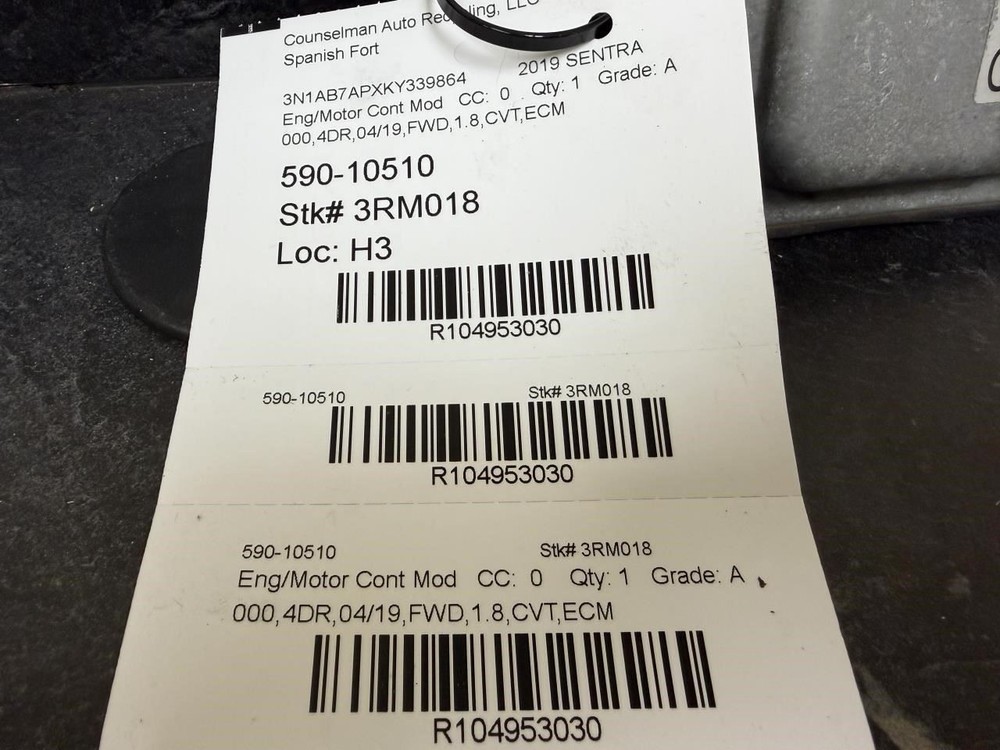 Counselman Auto Recycling, LLC
Spanish Fort
3N1AB7APXKY339864 2019 SENTRA
Eng/Motor Cont Mod CC: 0 Qty: 1 Grade: A
000,4DR,04/19,FWD,1.8,CVT,ECM
590-10510
Stk# 3RM018
Loc: H3
R104953030
590-10510 Stk# 3RM018
R104953030
590-10510 Stk# 3RM018
Eng/Motor Cont Mod CC: 0 Qty: 1 Grade: A
000,4DR,04/19,FWD,1.8,CVT,ECM
R104953030